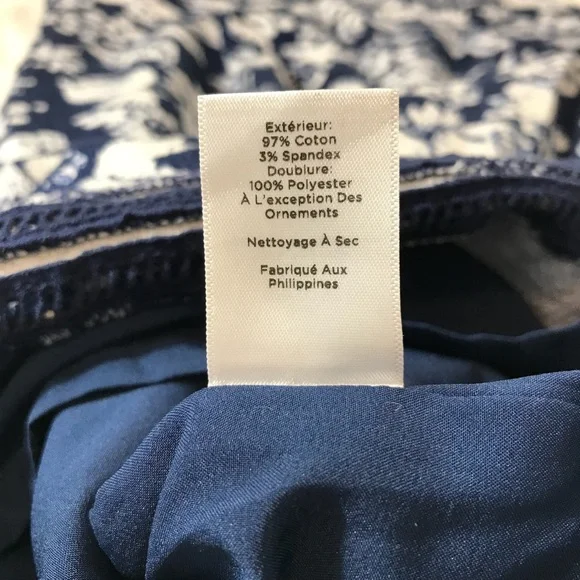 Extérieur:
97% Coton
3% Spandex
Doublure:
100% Polyester
À L'exception Des
Ornements
Nettoyage À Sec
Fabriqué Aux
Philippines